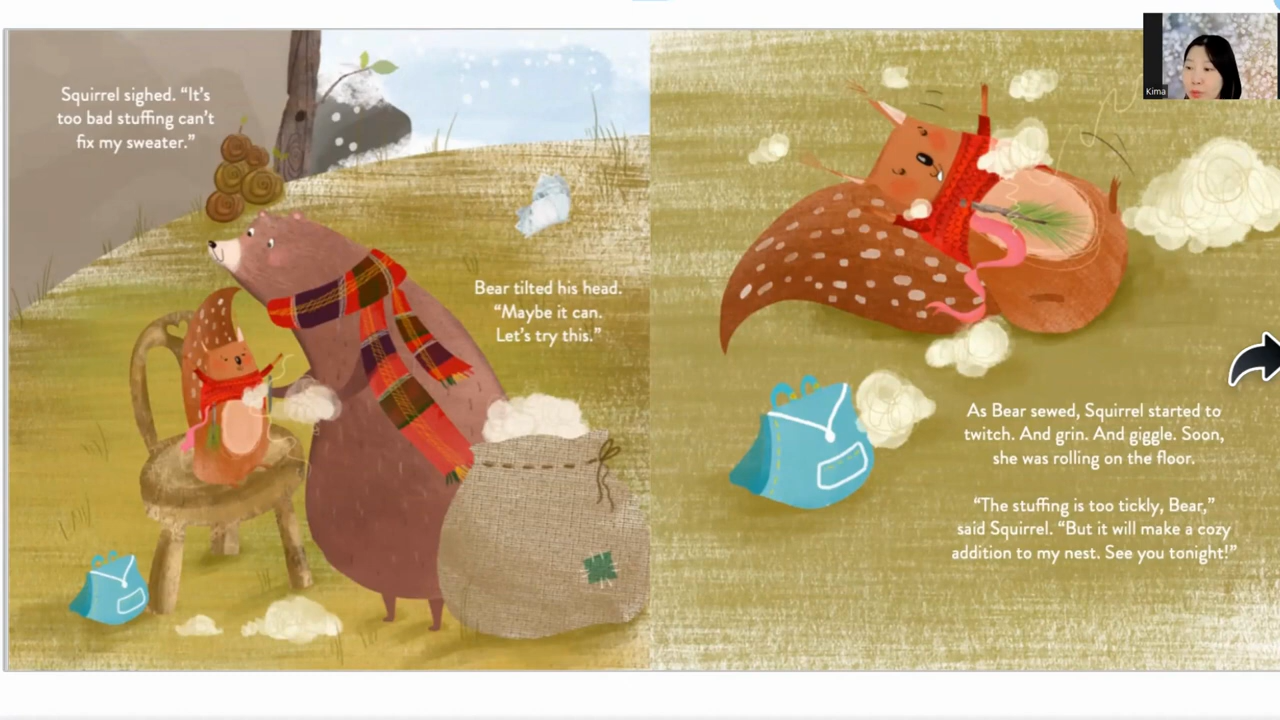 Squirrel sighed. “It’s
too bad stuffing can’t
fix my sweater.”
Bear tilted his head.
“Maybe it can.
Let’s try this.”
As Bear sewed, Squirrel started to
twitch. And grin. And giggle. Soon,
she was rolling on the floor.
“The stuffing is too tickly, Bear,”
said Squirrel. “But it will make a cozy
addition to my nest. See you tonight!”
Kima